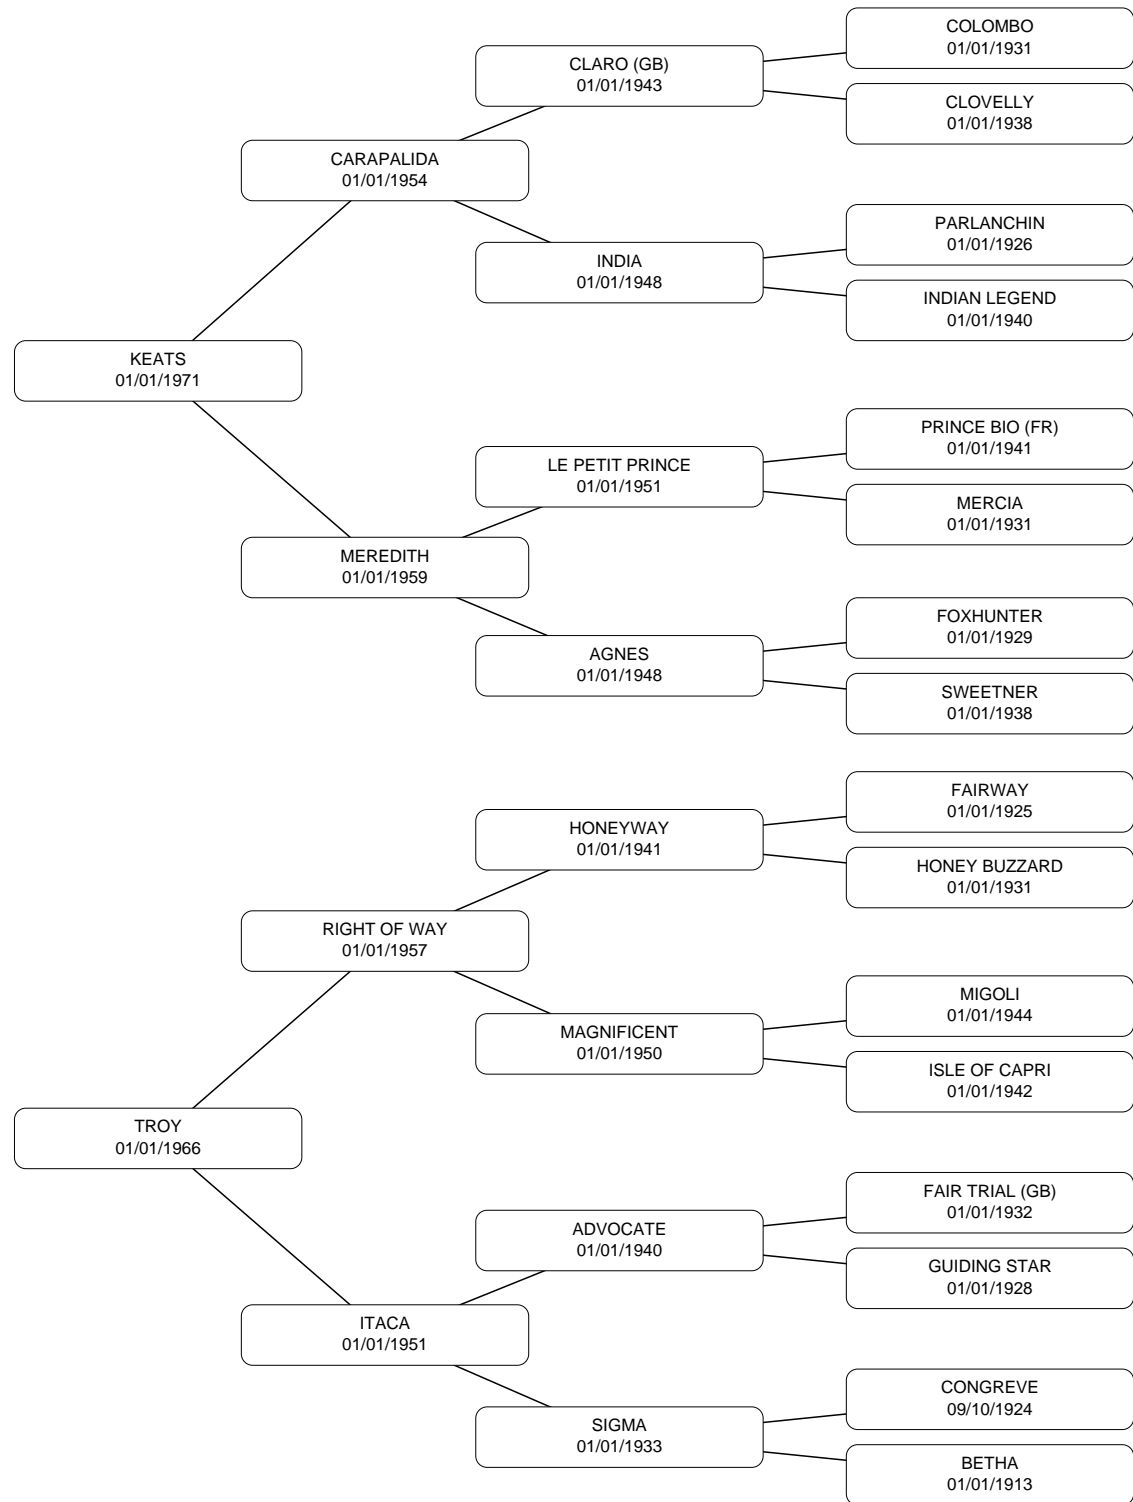 COLOMBO
01/01/1931
CLARO (GB)
01/01/1943
CLOVELLY
01/01/1938
CARAPALIDA
01/01/1954
PARLANCHIN
01/01/1926
INDIA
01/01/1948
INDIAN LEGEND
01/01/1940
KEATS
01/01/1971
PRINCE BIO (FR)
01/01/1941
LE PETIT PRINCE
01/01/1951
MERCIA
01/01/1931
MEREDITH
01/01/1959
FOXHUNTER
01/01/1929
AGNES
01/01/1948
SWEETNER
01/01/1938
FAIRWAY
01/01/1925
HONEYWAY
01/01/1941
HONEY BUZZARD
01/01/1931
RIGHT OF WAY
01/01/1957
MIGOLI
01/01/1944
MAGNIFICENT
01/01/1950
ISLE OF CAPRI
01/01/1942
TROY
01/01/1966
FAIR TRIAL (GB)
01/01/1932
ADVOCATE
01/01/1940
GUIDING STAR
01/01/1928
ITACA
01/01/1951
CONGREVE
09/10/1924
SIGMA
01/01/1933
BETHA
01/01/1913